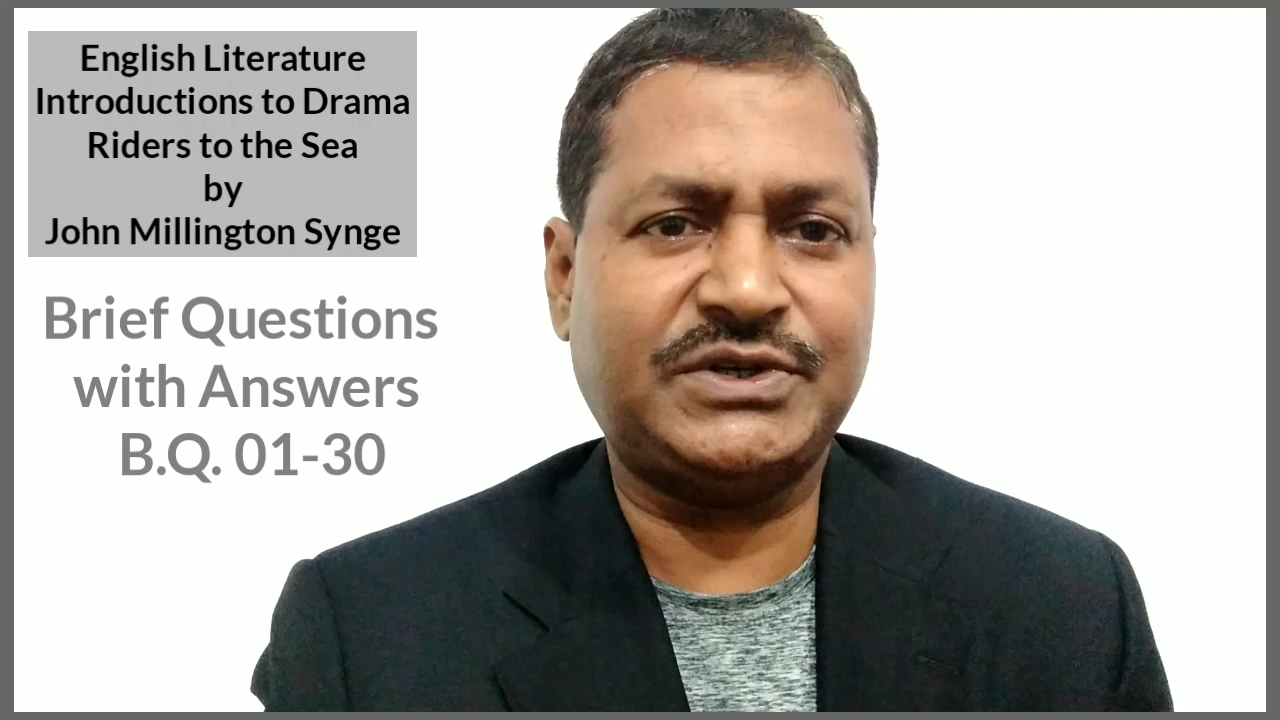 English Literature
Introductions to Drama
Riders to the Sea
by
John Millington Synge
Brief Questions
with Answers
B.Q. 01-30